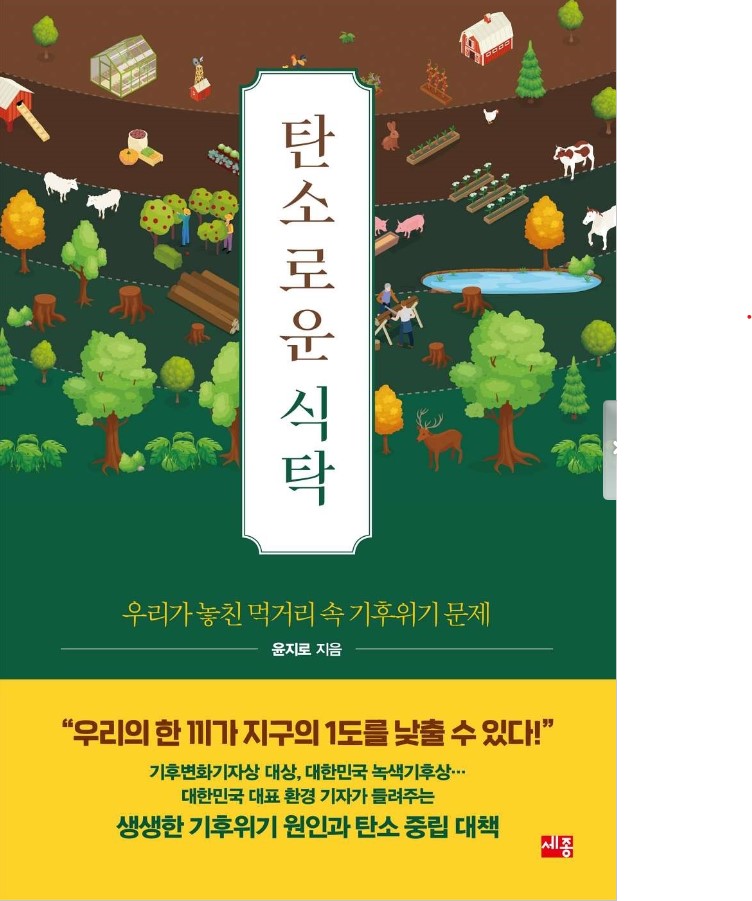 탄소로운 식탁
우리가 놓친 먹거리 속 기후위기 문제
윤지로 지음
“우리의 한 끼가 지구의 1도를 낮출 수 있다!”
기후변화기자상 대상, 대한민국 녹색기후상…
대한민국 대표 환경 기자가 들려주는
생생한 기후위기 원인과 탄소 중립 대책
세종